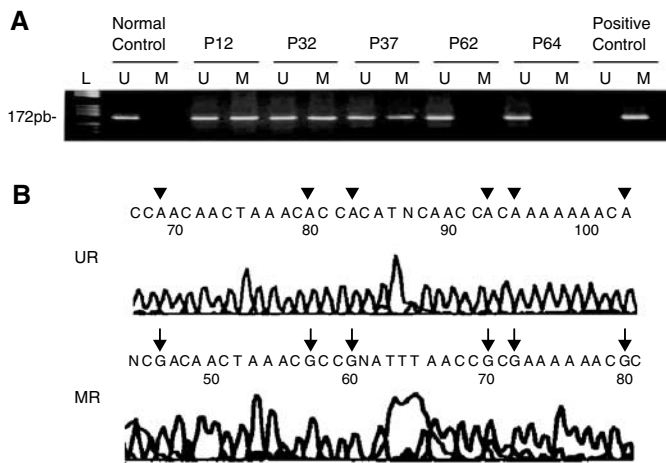 A
Normal Control P12 P32 P37 P62 P64 Positive Control
L U M U M U M U M U M U M U M
172pb-
B
CCAACAACTAAACACCACATNCAACCACAAAAAAACA
70 80 90 100
UR
NCGACAACTAAACGCCGNATTTAACCGCGAAAAAACGC
50 60 70 80
MR